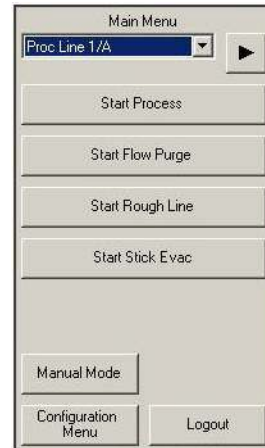 Main Menu
Proc Line 1/A
Start Process
Start Flow Purge
Start Rough Line
Start Stick Evac
Manual Mode
Configuration
Menu
Logout